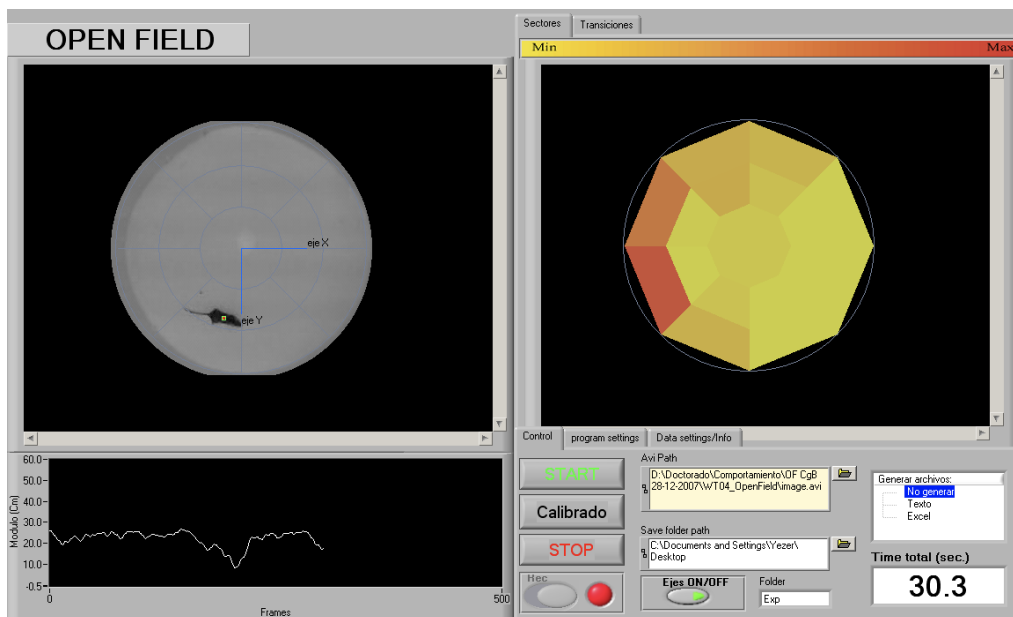 OPEN FIELD
Sectores
Transiciones
Min
Max
eje X
eje Y
Control
program settings
Data settings/Info
60.0
50.0
40.0
30.0
20.0
10.0
-0.5
Modulo (Cm)
0
500
Frames
START
Calibrado
STOP
Rec
Avi Path
D:\Doctorado\Comportamiento\OF CgB
28-12-2007\WT04_OpenField\image.avi
Save folder path
C:\Documents and Settings\Yezer\
Desktop
Ejes ON/OFF
Folder
Exp
Generar archivos:
No generar
Texto
Excel
Time total (sec.)
30.3